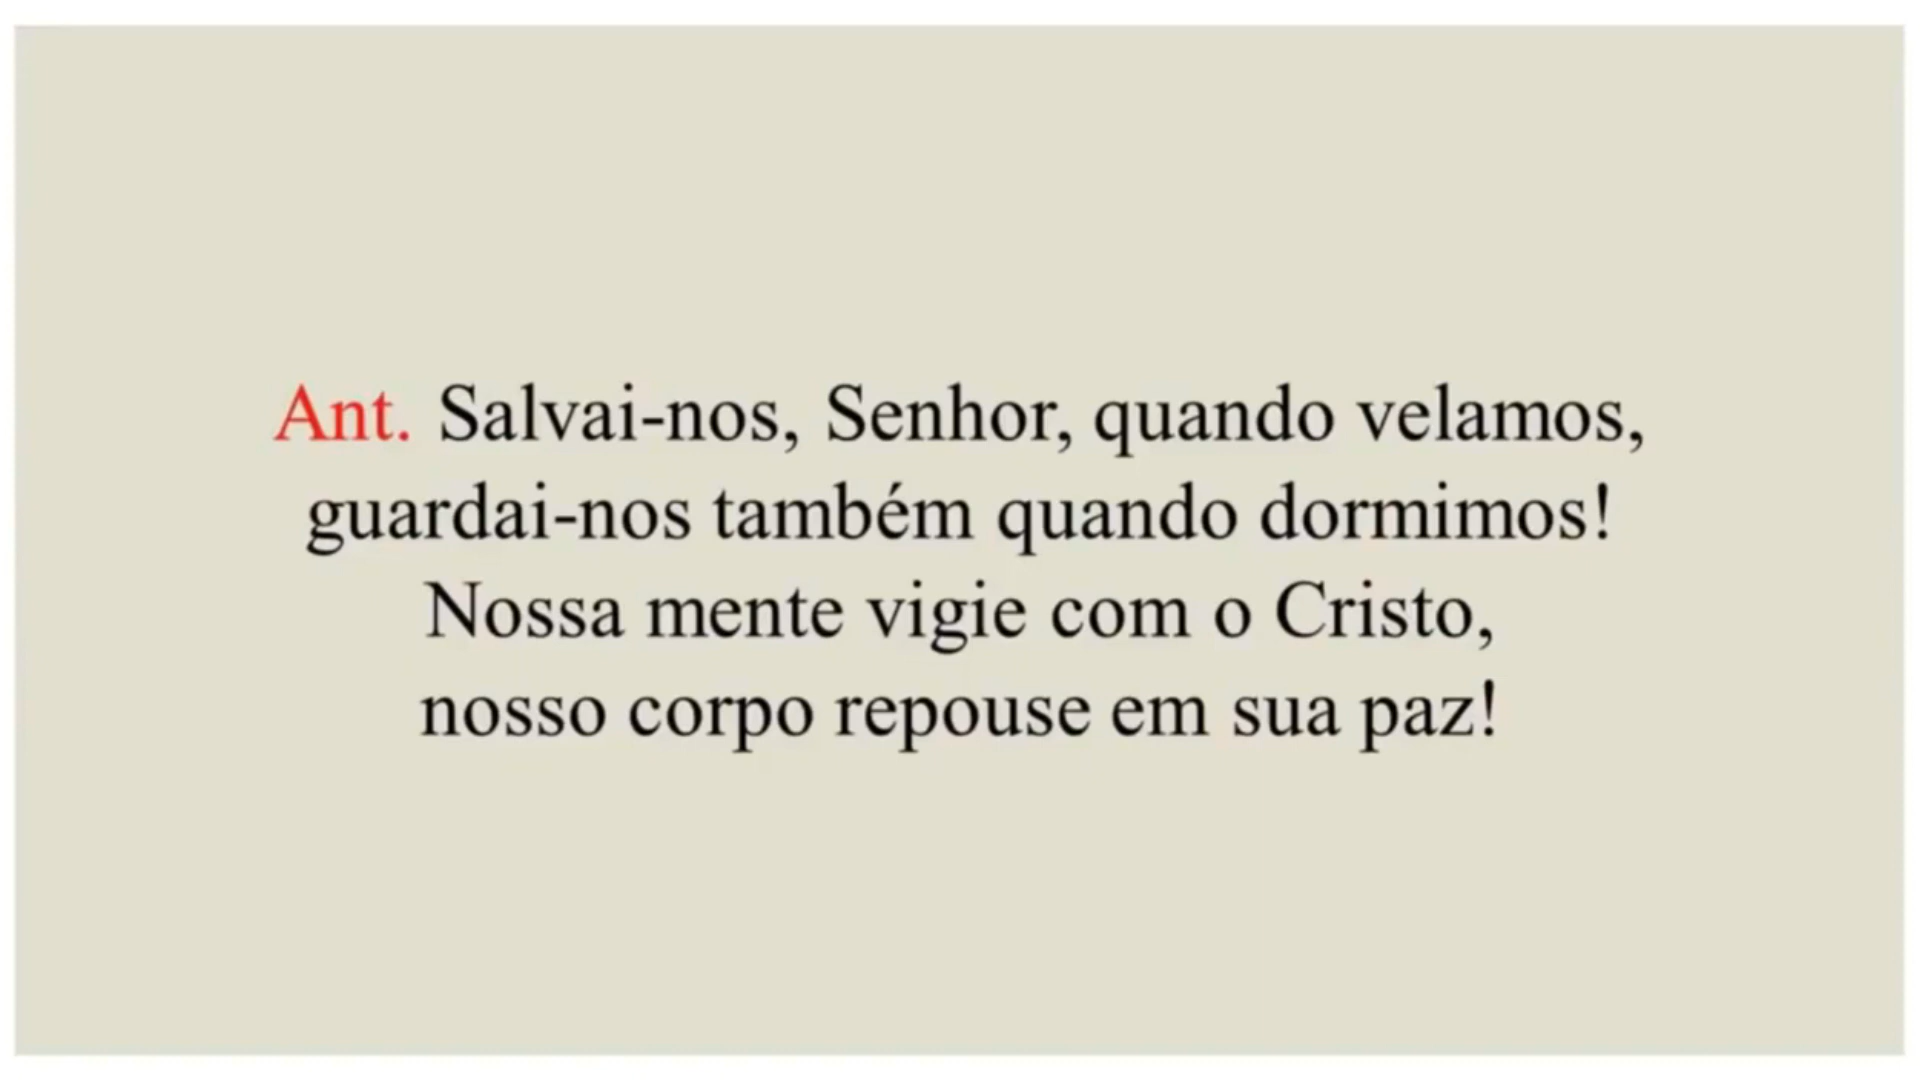 Ant. Salvai-nos, Senhor, quando velamos,
guardai-nos também quando dormimos!
Nossa mente vigie com o Cristo,
nosso corpo repouse em sua paz!